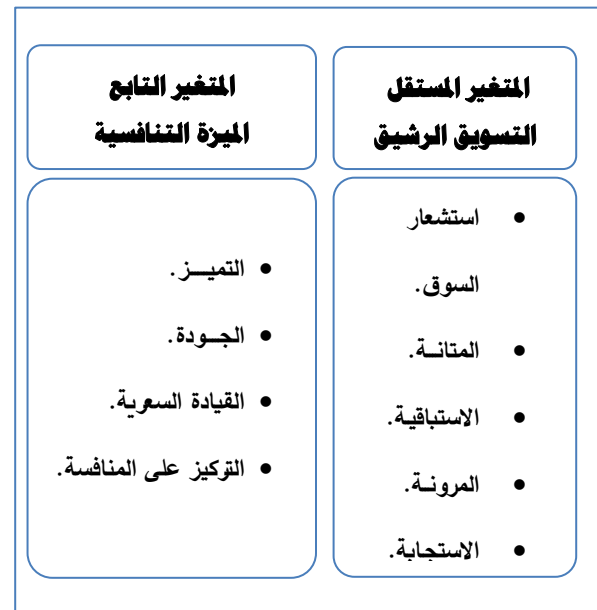 المتغير المستقل
التسويق الرشيق
• استشعار
السوق.
• المتانــة.
• الاستباقية.
• المرونـة.
• الاستجابة.
المتغير التابع
الميزة التنافسية
• التميــز.
• الجــودة.
• القيادة السعرية.
• التركيز على المنافسة.